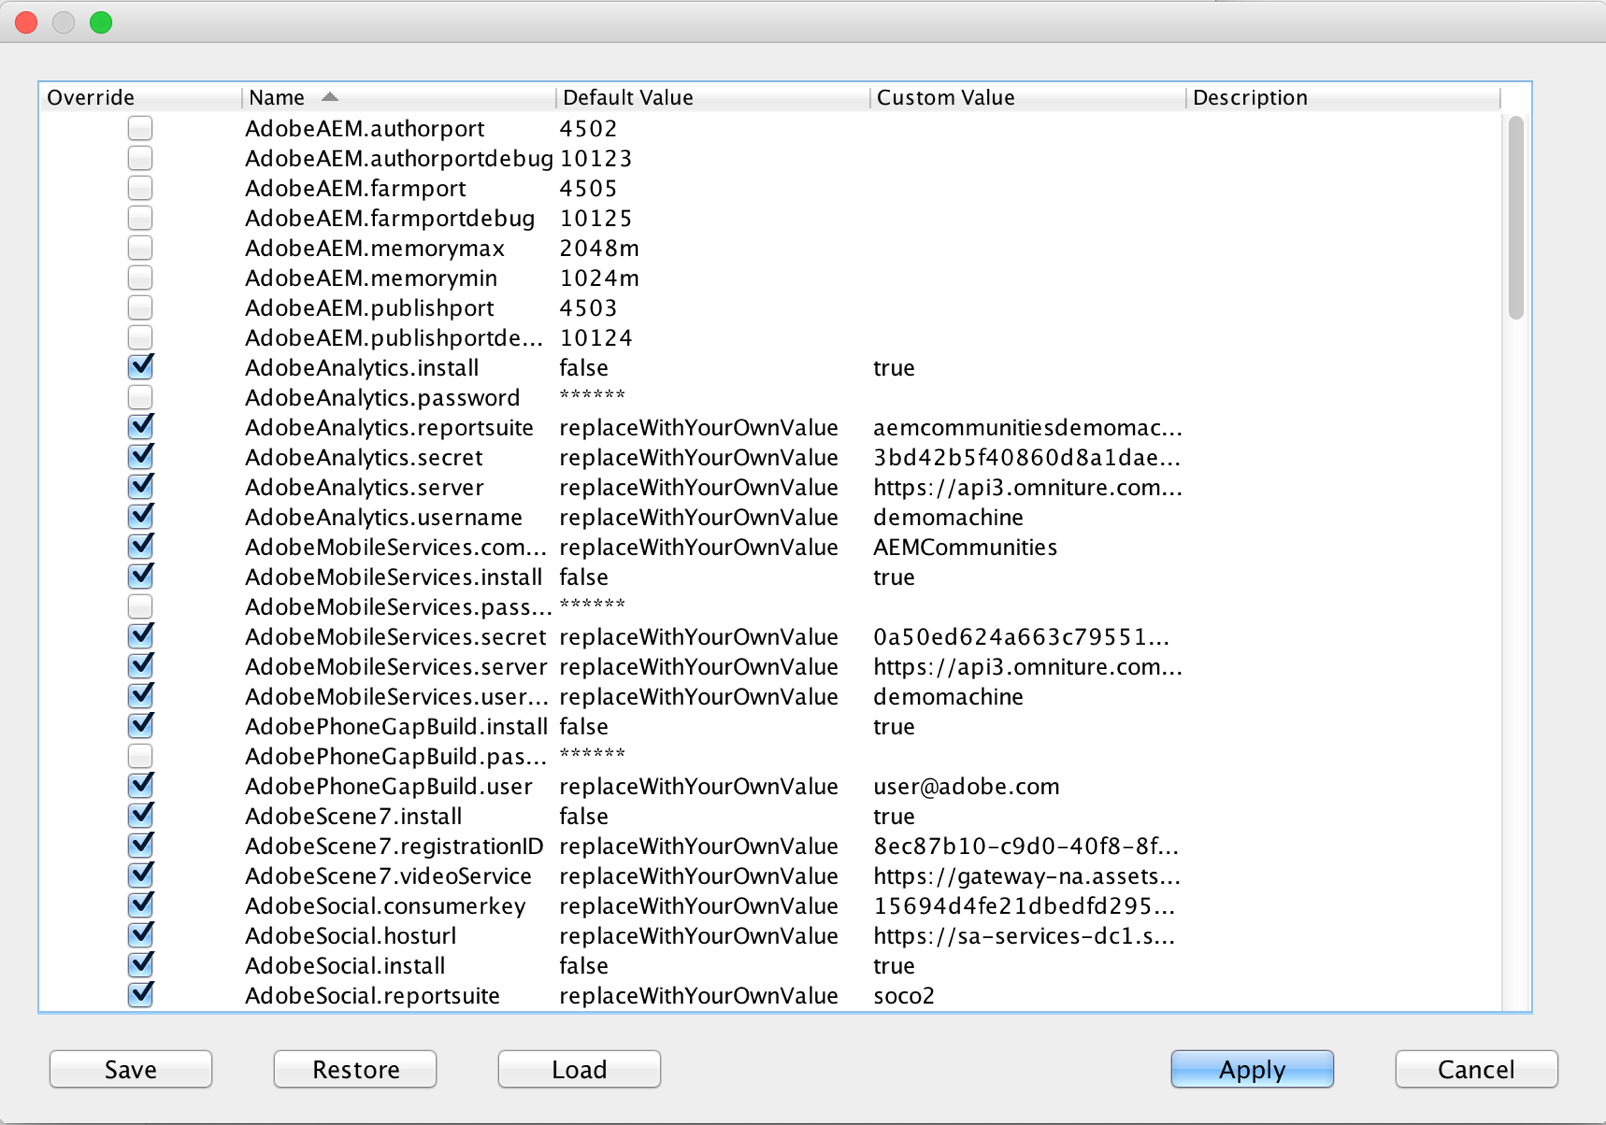 Override Name Default Value Custom Value Description
AdobeAEM.authorport 4502
AdobeAEM.authorportdebug 10123
AdobeAEM.farmport 4505
AdobeAEM.farmportdebug 10125
AdobeAEM.memorymax 2048m
AdobeAEM.memorymin 1024m
AdobeAEM.publishport 4503
AdobeAEM.publishportde... 10124
AdobeAnalytics.install false true
AdobeAnalytics.password ******
AdobeAnalytics.reportsuite replaceWithYourOwnValue aemcommunitiesdemomac...
AdobeAnalytics.secret replaceWithYourOwnValue 3bd42b5f40860d8a1dae...
AdobeAnalytics.server replaceWithYourOwnValue https://api3.omniture.com...
AdobeAnalytics.username replaceWithYourOwnValue demomachine
AdobeMobileServices.com... replaceWithYourOwnValue AEMCommunities
AdobeMobileServices.install false true
AdobeMobileServices.pass... ******
AdobeMobileServices.secret replaceWithYourOwnValue 0a50ed624a663c79551...
AdobeMobileServices.server replaceWithYourOwnValue https://api3.omniture.com...
AdobeMobileServices.user... replaceWithYourOwnValue demomachine
AdobePhoneGapBuild.install false true
AdobePhoneGapBuild.pas... ******
AdobePhoneGapBuild.user replaceWithYourOwnValue user@adobe.com
AdobeScene7.install false true
AdobeScene7.registrationID replaceWithYourOwnValue 8ec87b10-c9d0-40f8-8f...
AdobeScene7.videoService replaceWithYourOwnValue https://gateway-na.assets...
AdobeSocial.consumerkey replaceWithYourOwnValue 15694d4fe21dbedfd295...
AdobeSocial.hosturl replaceWithYourOwnValue https://sa-services-dc1.s...
AdobeSocial.install false true
AdobeSocial.reportsuite replaceWithYourOwnValue soco2
Save Restore Load Apply Cancel